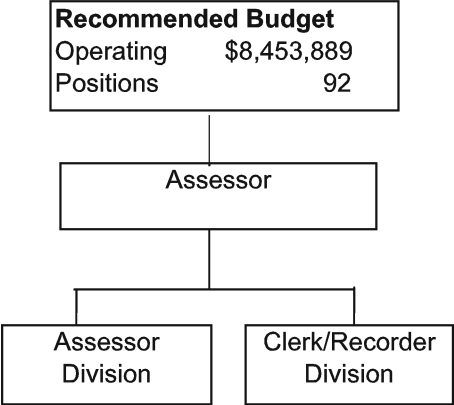 Recommended Budget
Operating $8,453,889
Positions 92
Assessor
Assessor
Division
Clerk/Recorder
Division